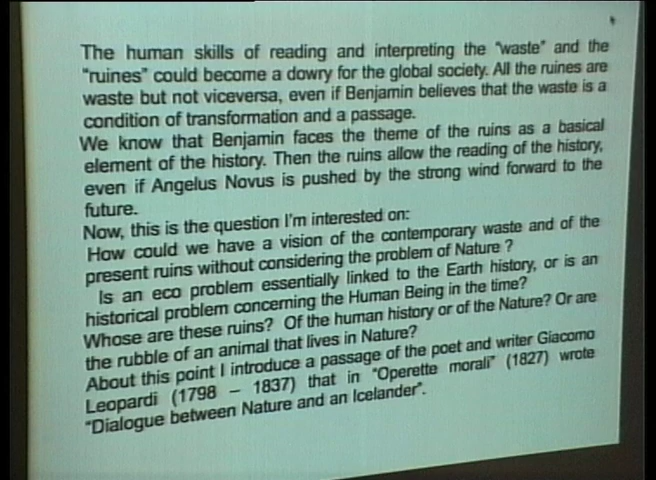 The human skills of reading and interpreting the "waste" and the
"ruines" could become a dowry for the global society. All the ruines are
waste but not viceversa, even if Benjamin believes that the waste is a
condition of transformation and a passage.
We know that Benjamin faces the theme of the ruins as a basical
element of the history. Then the ruins allow the reading of the history,
even if Angelus Novus is pushed by the strong wind forward to the
future.
Now, this is the question I'm interested on:
How could we have a vision of the contemporary waste and of the
present ruins without considering the problem of Nature ?
Is an eco problem essentially linked to the Earth history, or is an
historical problem concerning the Human Being in the time?
Whose are these ruins? Of the human history or of the Nature? Or are
the rubble of an animal that lives in Nature?
About this point I introduce a passage of the poet and writer Giacomo
Leopardi (1798 – 1837) that in "Operette morali" (1827) wrote
"Dialogue between Nature and an Icelander".